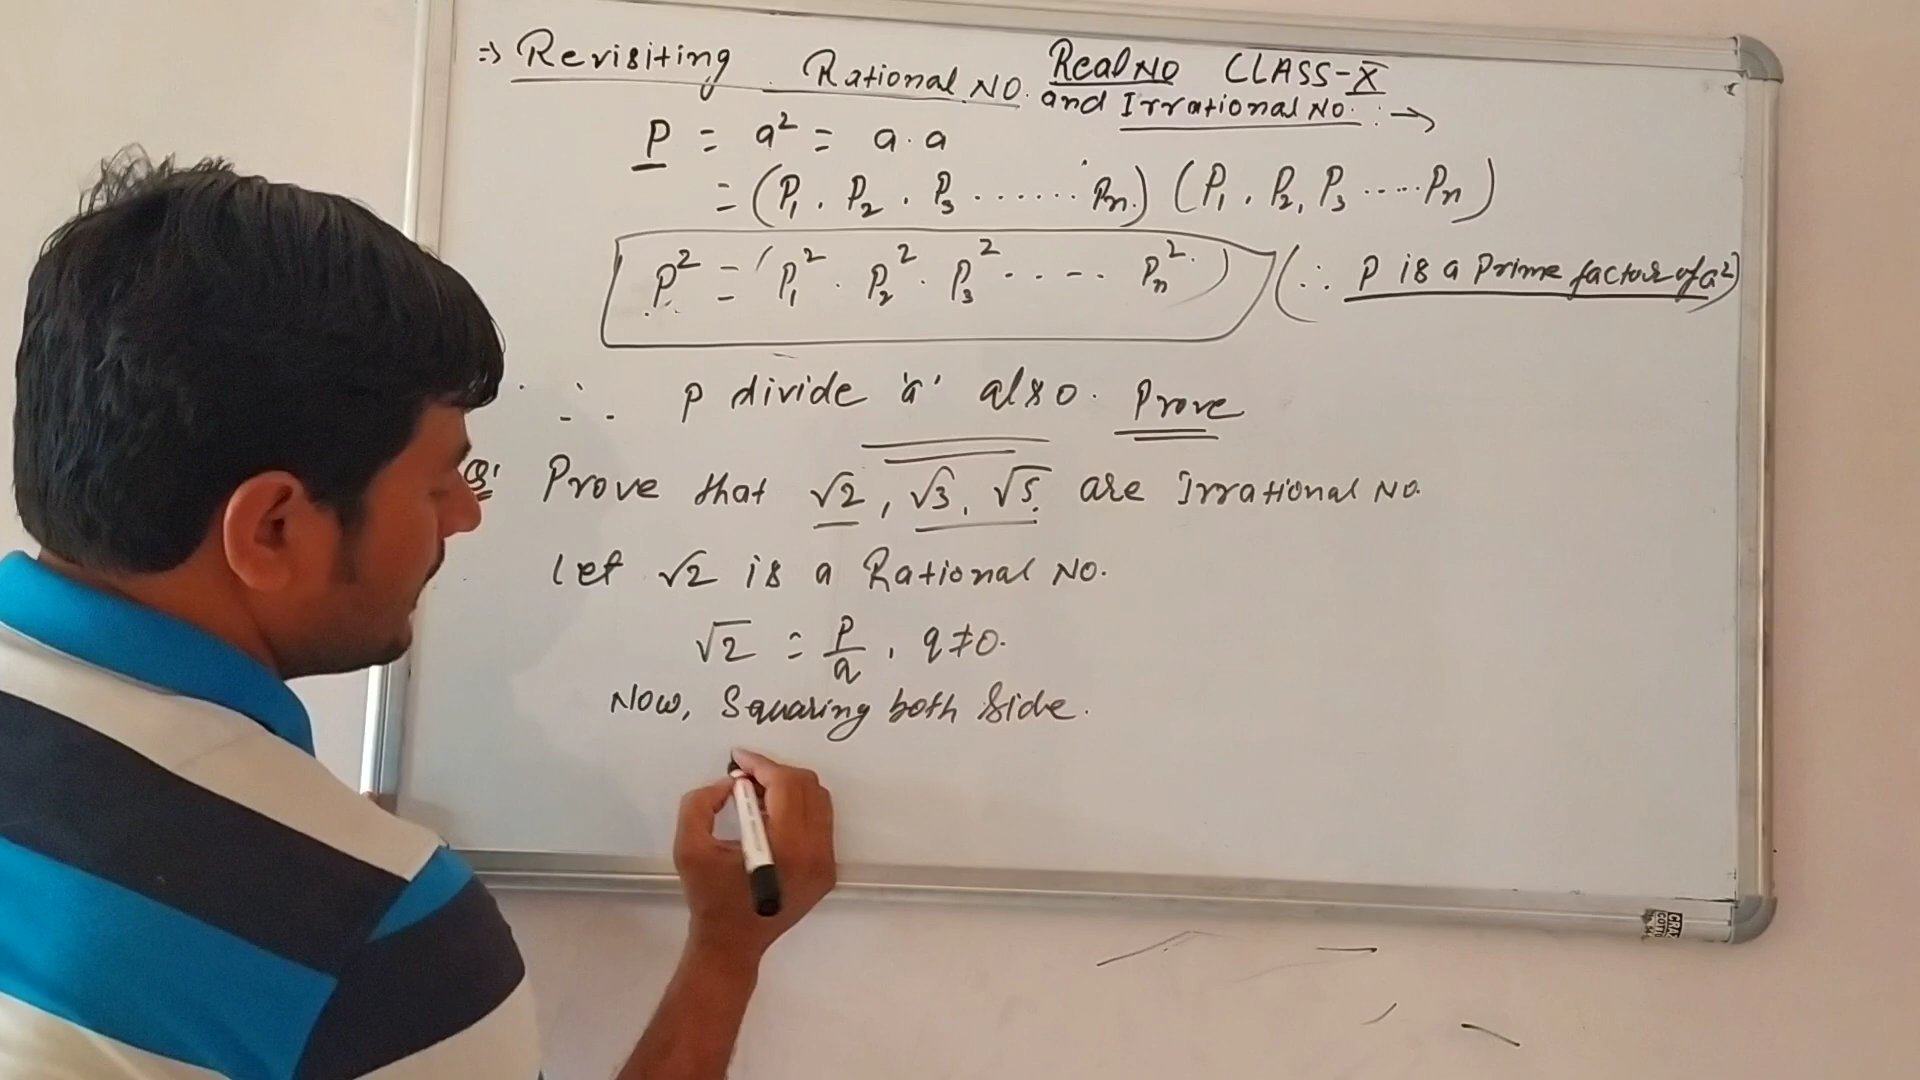 ⇒ Revisiting Rational NO. and Irrational NO. : →
Real NO CLASS-X
P = a² = a . a
= (P₁ . P₂ . P₃ ....... Pₙ.) (P₁ . P₂, P₃ ..... Pₙ)
P² = (P₁² . P₂² . P₃² . . - - . Pₙ².) (∴ P is a Prime factor of a²)
∴ P divide 'a' also. Prove
Q' Prove that √2, √3, √5. are Irrational NO.
Let √2 is a Rational NO.
√2 = P/q, q≠0.
Now, Squaring both Side.